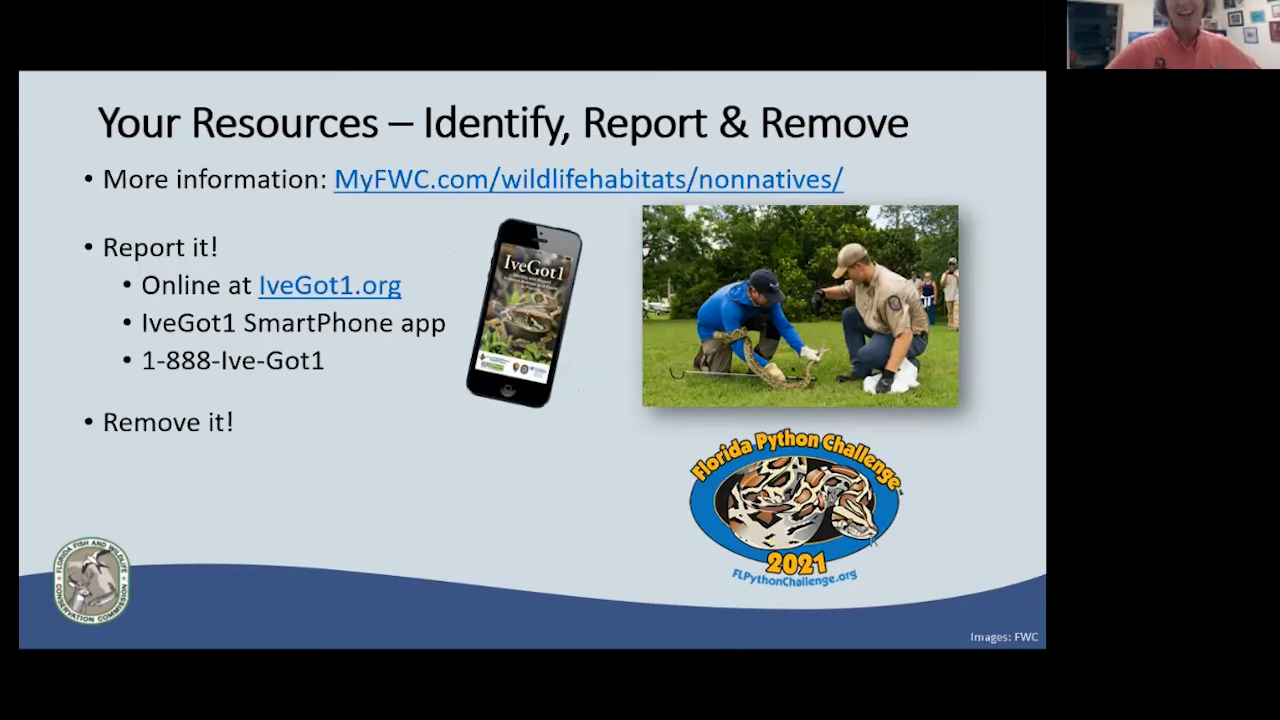 Your Resources – Identify, Report & Remove
• More information: MyFWC.com/wildlifehabitats/nonnatives/
• Report it!
• Online at IveGot1.org
• IveGot1 SmartPhone app
• 1-888-Ive-Got1
• Remove it!
IveGot1
Florida Python Challenge™
2021
FLPythonChallenge.org
FLORIDA FISH AND WILDLIFE
CONSERVATION COMMISSION
Images: FWC